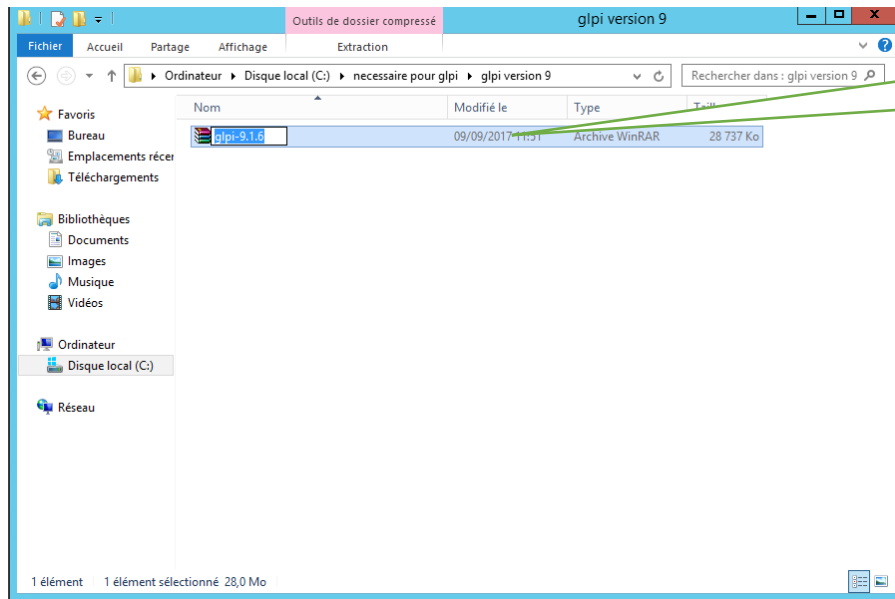 Outils de dossier compressé
glpi version 9
Fichier Accueil Partage Affichage Extraction
Ordinateur Disque local (C:) necessaire pour glpi glpi version 9
Rechercher dans : glpi version 9
Nom Modifié le Type
glpi-9.1.6 09/09/2017 11:51 Archive WinRAR 28 737 Ko
Favoris
Bureau
Emplacements récer
Téléchargements
Bibliothèques
Documents
Images
Musique
Vidéos
Ordinateur
Disque local (C:)
Réseau
1 élément 1 élément sélectionné 28,0 Mo